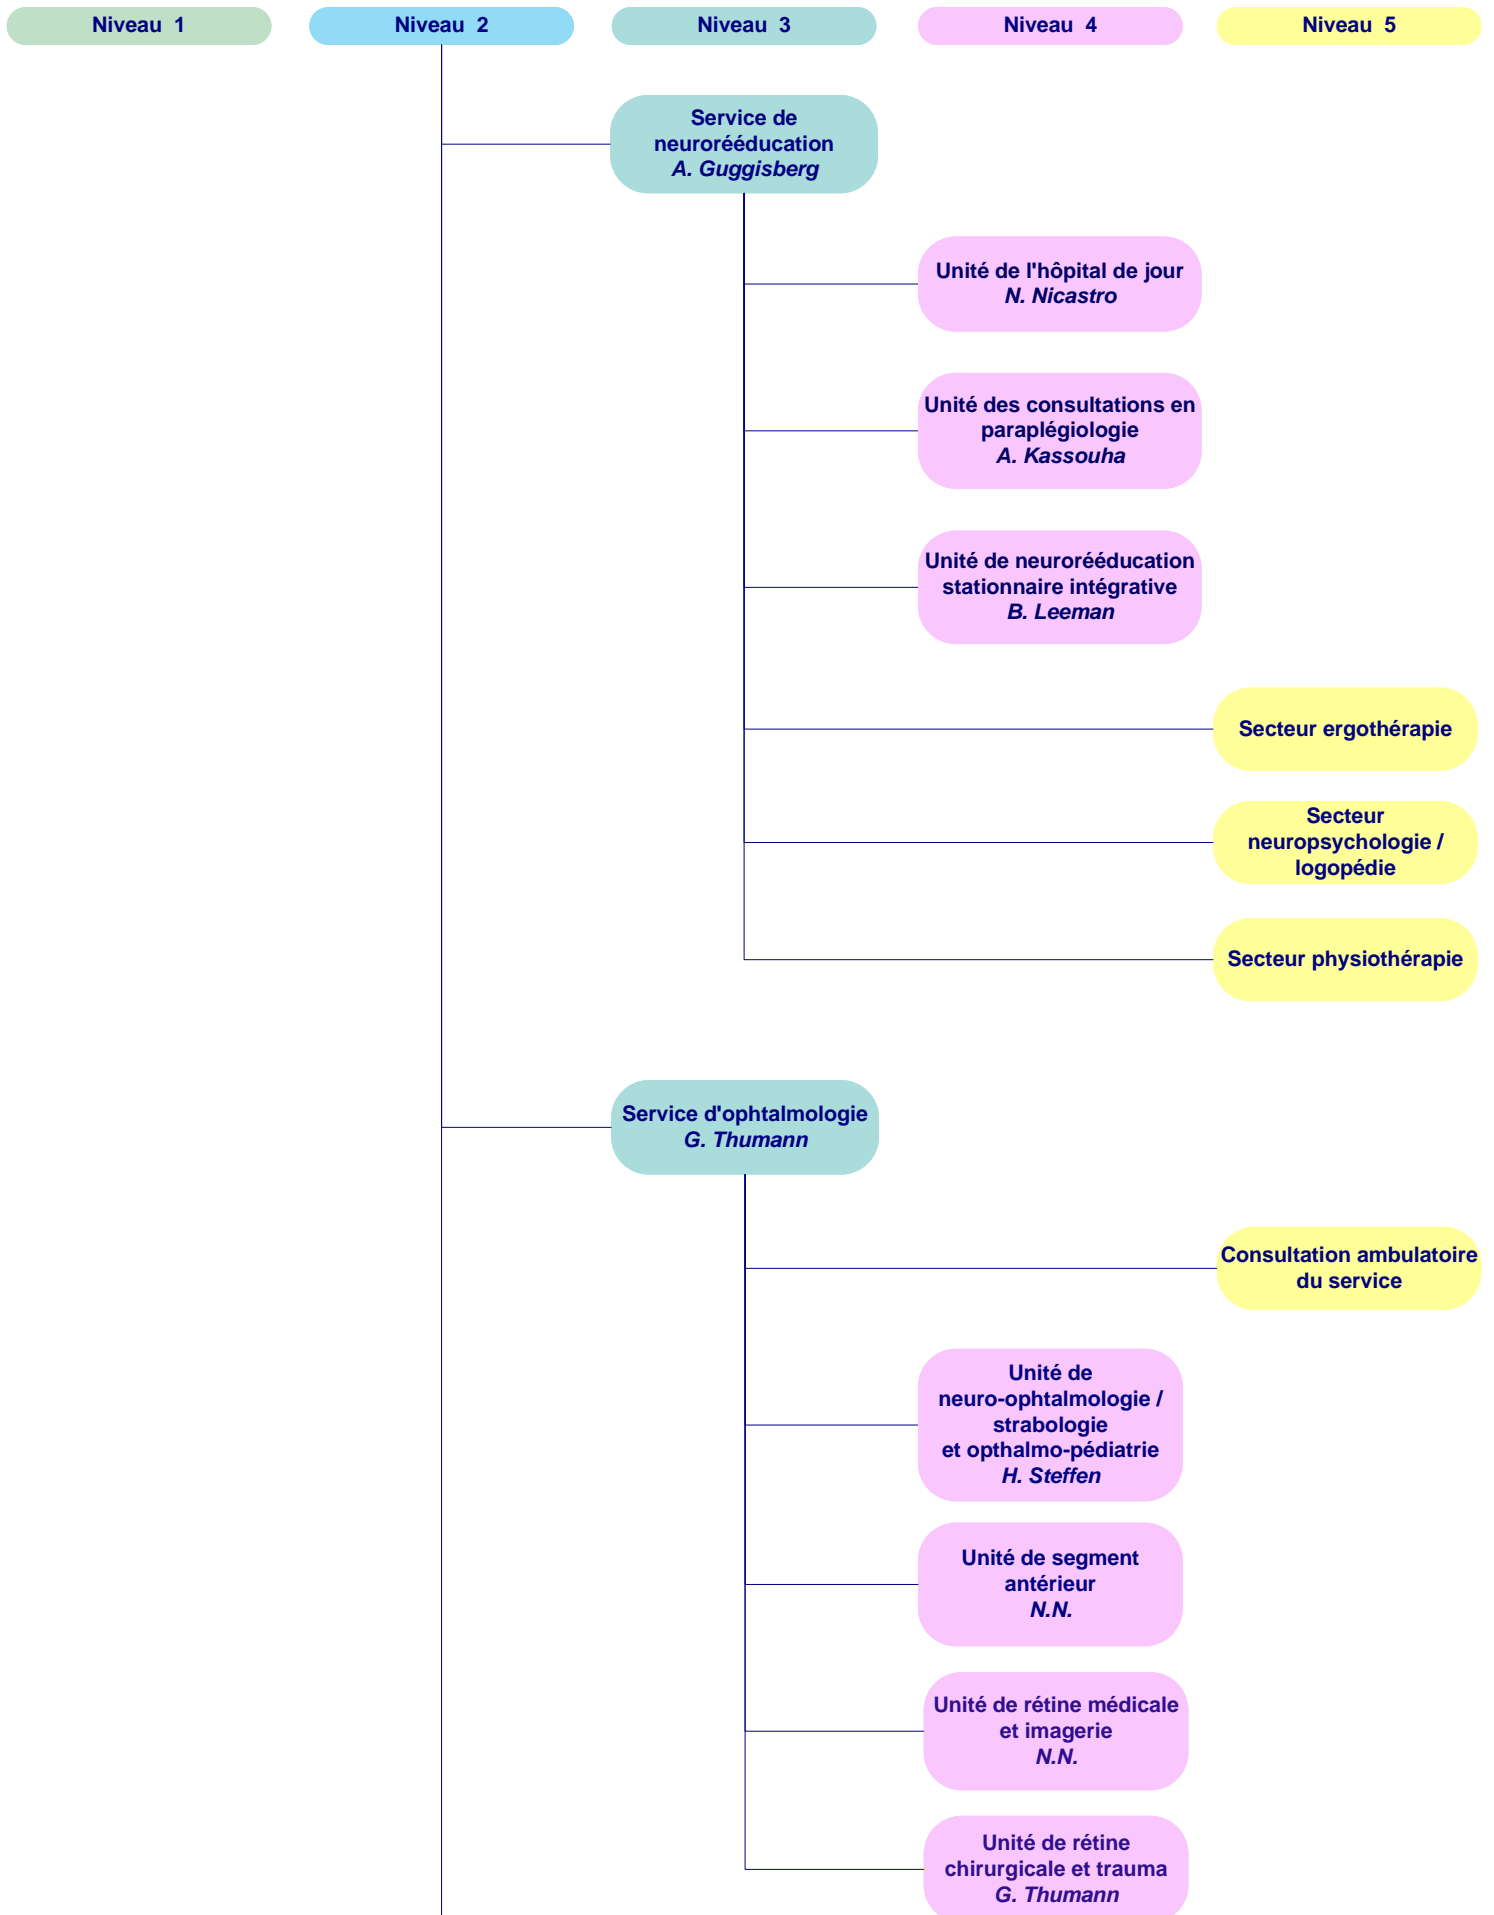 Niveau 1
Niveau 2
Niveau 3
Niveau 4
Niveau 5
Service de
neurorééducation
A. Guggisberg
Unité de l'hôpital de jour
N. Nicastro
Unité des consultations en
paraplégiologie
A. Kassouha
Unité de neurorééducation
stationnaire intégrative
B. Leeman
Secteur ergothérapie
Secteur
neuropsychologie /
logopédie
Secteur physiothérapie
Service d'ophtalmologie
G. Thumann
Consultation ambulatoire
du service
Unité de
neuro-ophtalmologie /
strabologie
et opthalmo-pédiatrie
H. Steffen
Unité de segment
antérieur
N.N.
Unité de rétine médicale
et imagerie
N.N.
Unité de rétine
chirurgicale et trauma
G. Thumann